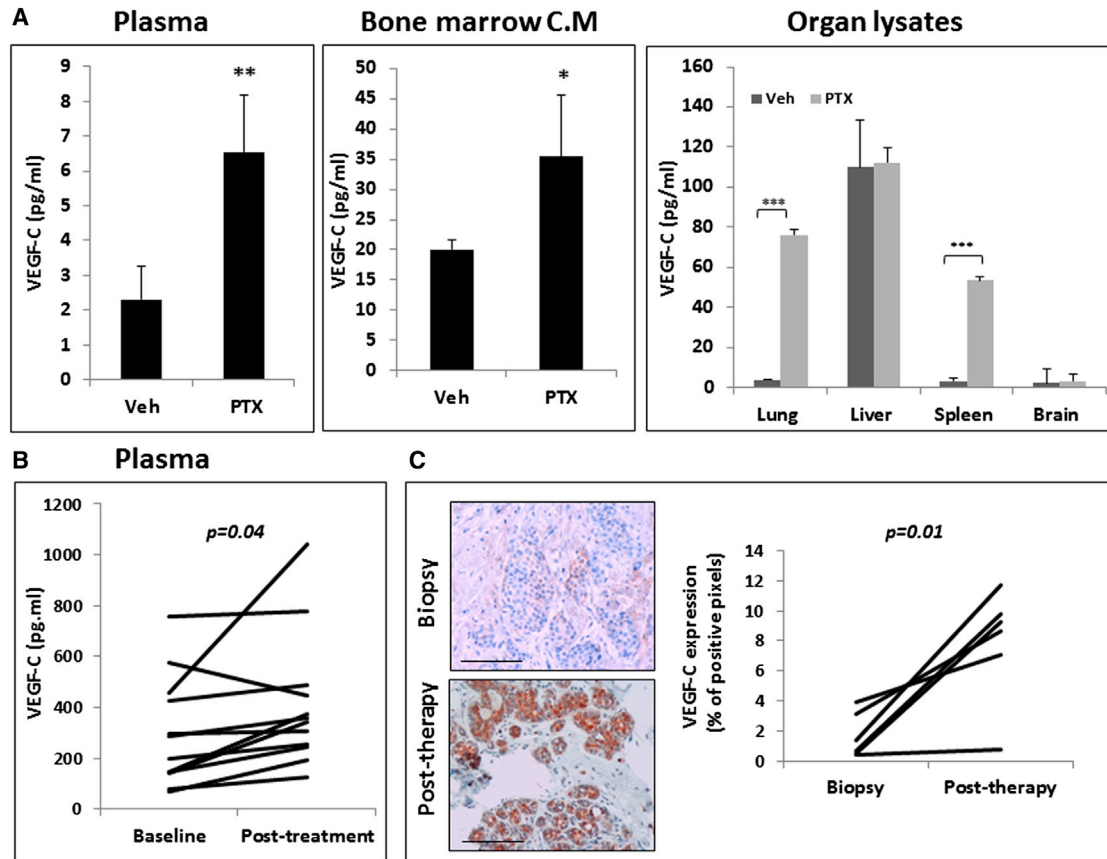 A
Plasma
Bone marrow C.M
Organ lysates
VEGF-C (pg/ml)
9
8
7
6
5
4
3
2
1
0
**
Veh
PTX
VEGF-C (pg/ml)
50
45
40
35
30
25
20
15
10
5
0
*
Veh
PTX
VEGF-C (pg/ml)
160
140
120
100
80
60
40
20
0
Veh PTX
***
***
Lung Liver Spleen Brain
B
Plasma
VEGF-C (pg.ml)
1200
1000
800
600
400
200
0
p=0.04
Baseline
Post-treatment
C
Biopsy
Post-therapy
VEGF-C expression
(% of positive pixels)
14
12
10
8
6
4
2
0
p=0.01
Biopsy
Post-therapy